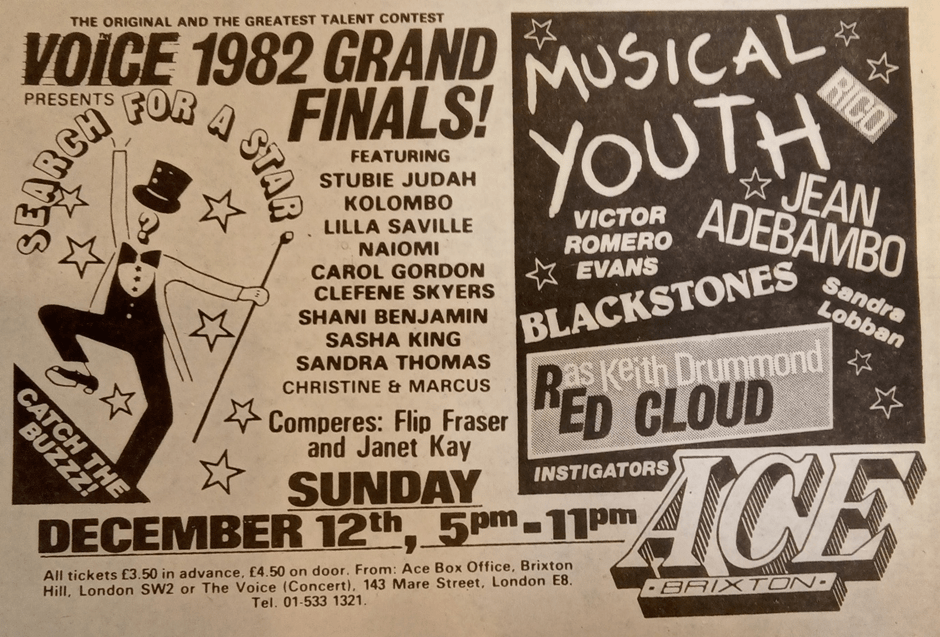 THE ORIGINAL AND THE GREATEST TALENT CONTEST
VOICE 1982 GRAND
FINALS!
PRESENTS
SEARCH FOR A STAR
FEATURING
STUBIE JUDAH
KOLOMBO
LILLA SAVILLE
NAIOMI
CAROL GORDON
CLEFENE SKYERS
SHANI BENJAMIN
SASHA KING
SANDRA THOMAS
CHRISTINE & MARCUS
Comperes: Flip Fraser
and Janet Kay
CATCH THE
BUZZ!
SUNDAY
DECEMBER 12th, 5pm-11pm
All tickets £3.50 in advance, £4.50 on door. From: Ace Box Office, Brixton
Hill, London SW2 or The Voice (Concert), 143 Mare Street, London E8.
Tel. 01-533 1321.
MUSICAL
YOUTH
RICO
JEAN
ADEBAMBO
VICTOR
ROMERO
EVANS
BLACKSTONES
Sandra
Lobban
Ras Keith Drummond
RED CLOUD
INSTIGATORS
ACE
·BRIXTON·